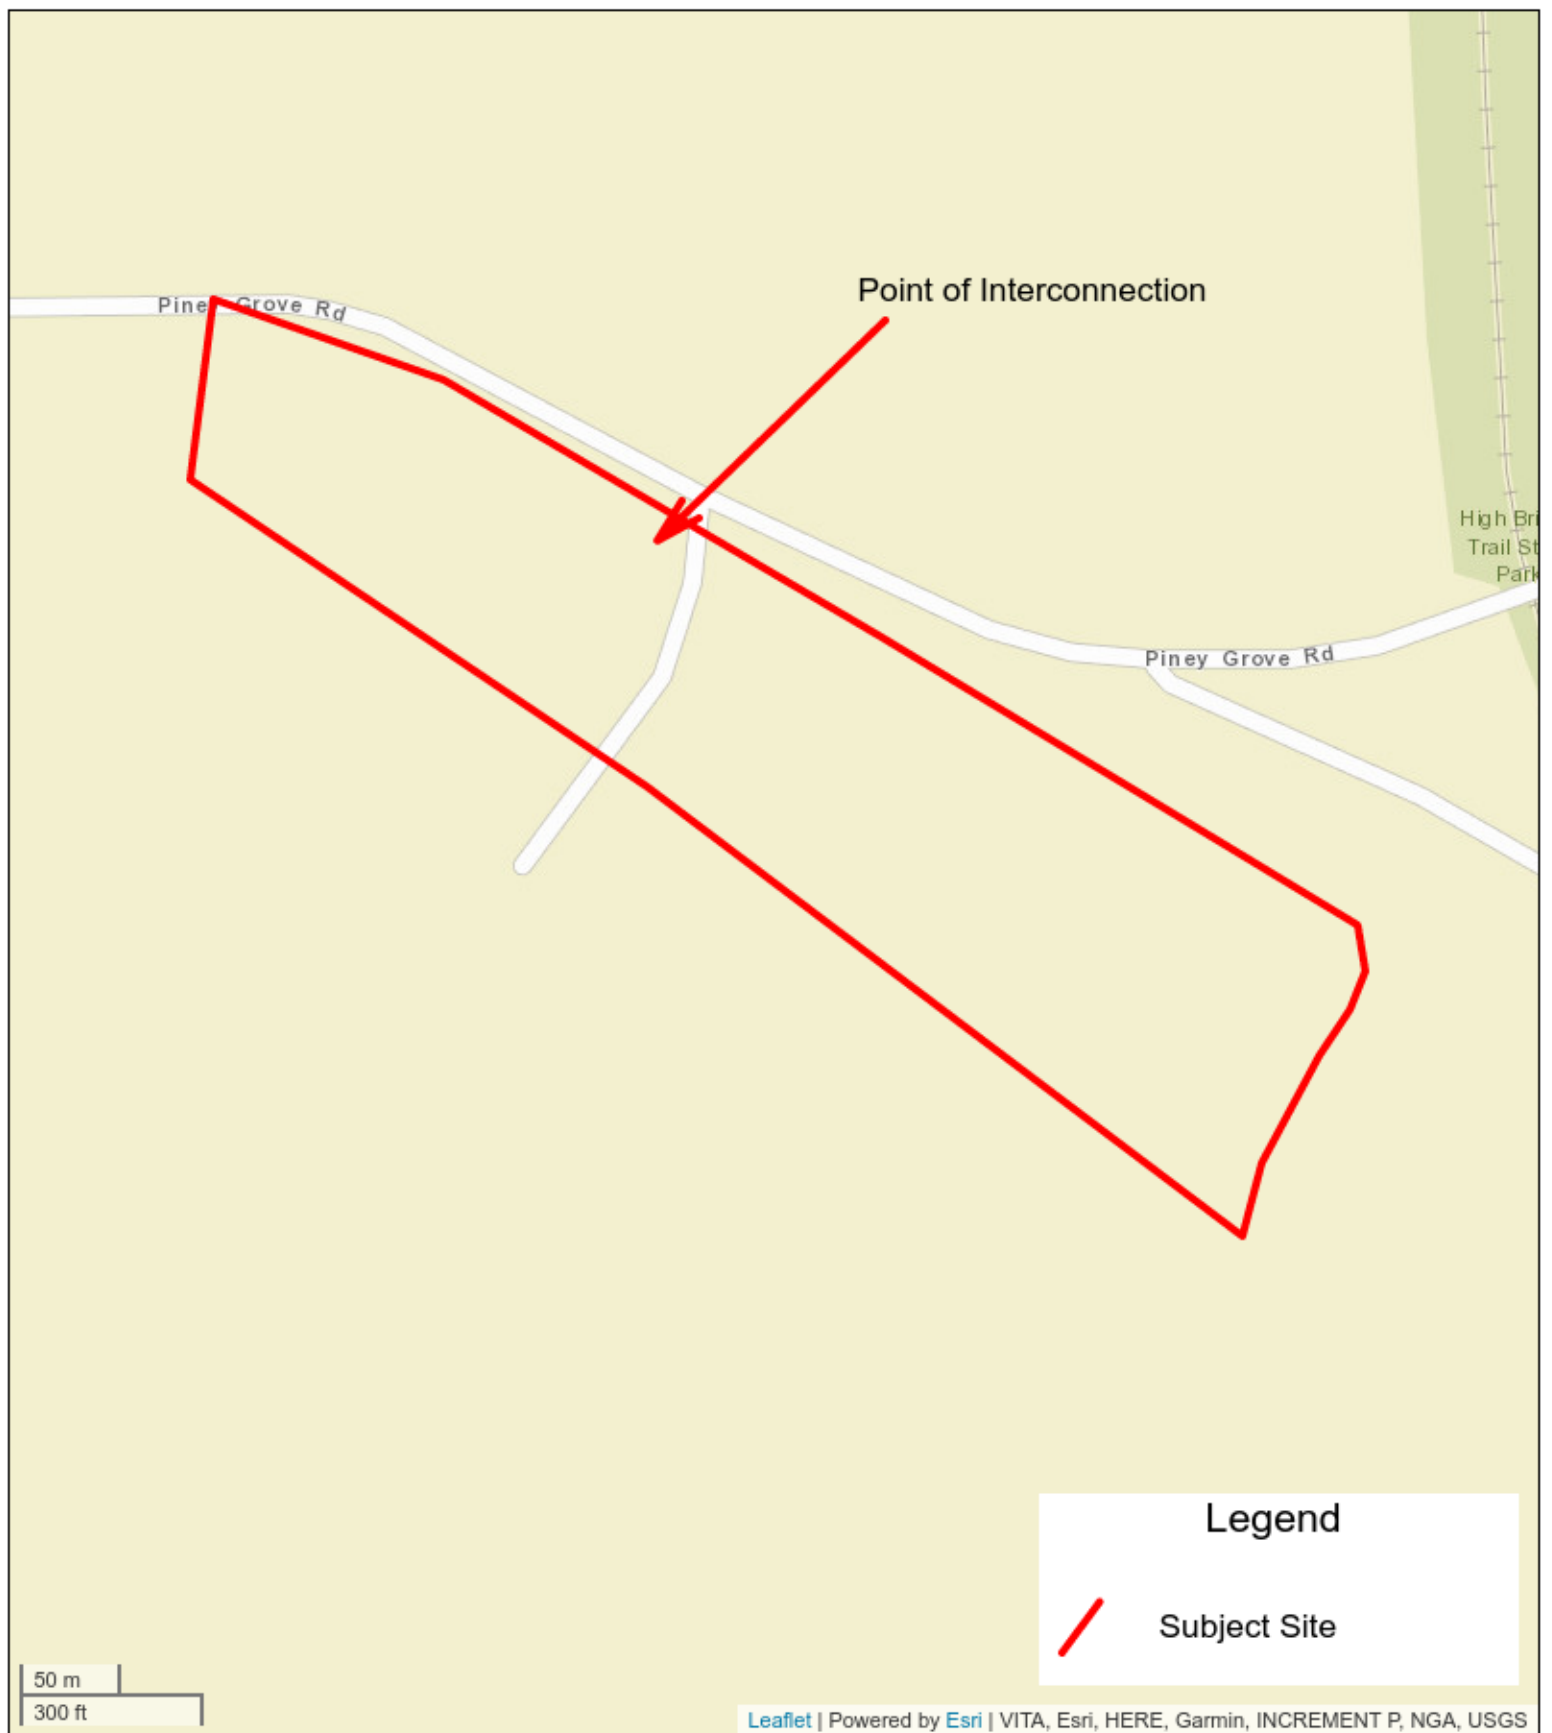 Point of Interconnection
Piney Grove Rd
High Bri
Trail St
Park
Piney Grove Rd
Legend
Subject Site
50 m
300 ft
Leaflet | Powered by Esri | VITA, Esri, HERE, Garmin, INCREMENT P, NGA, USGS